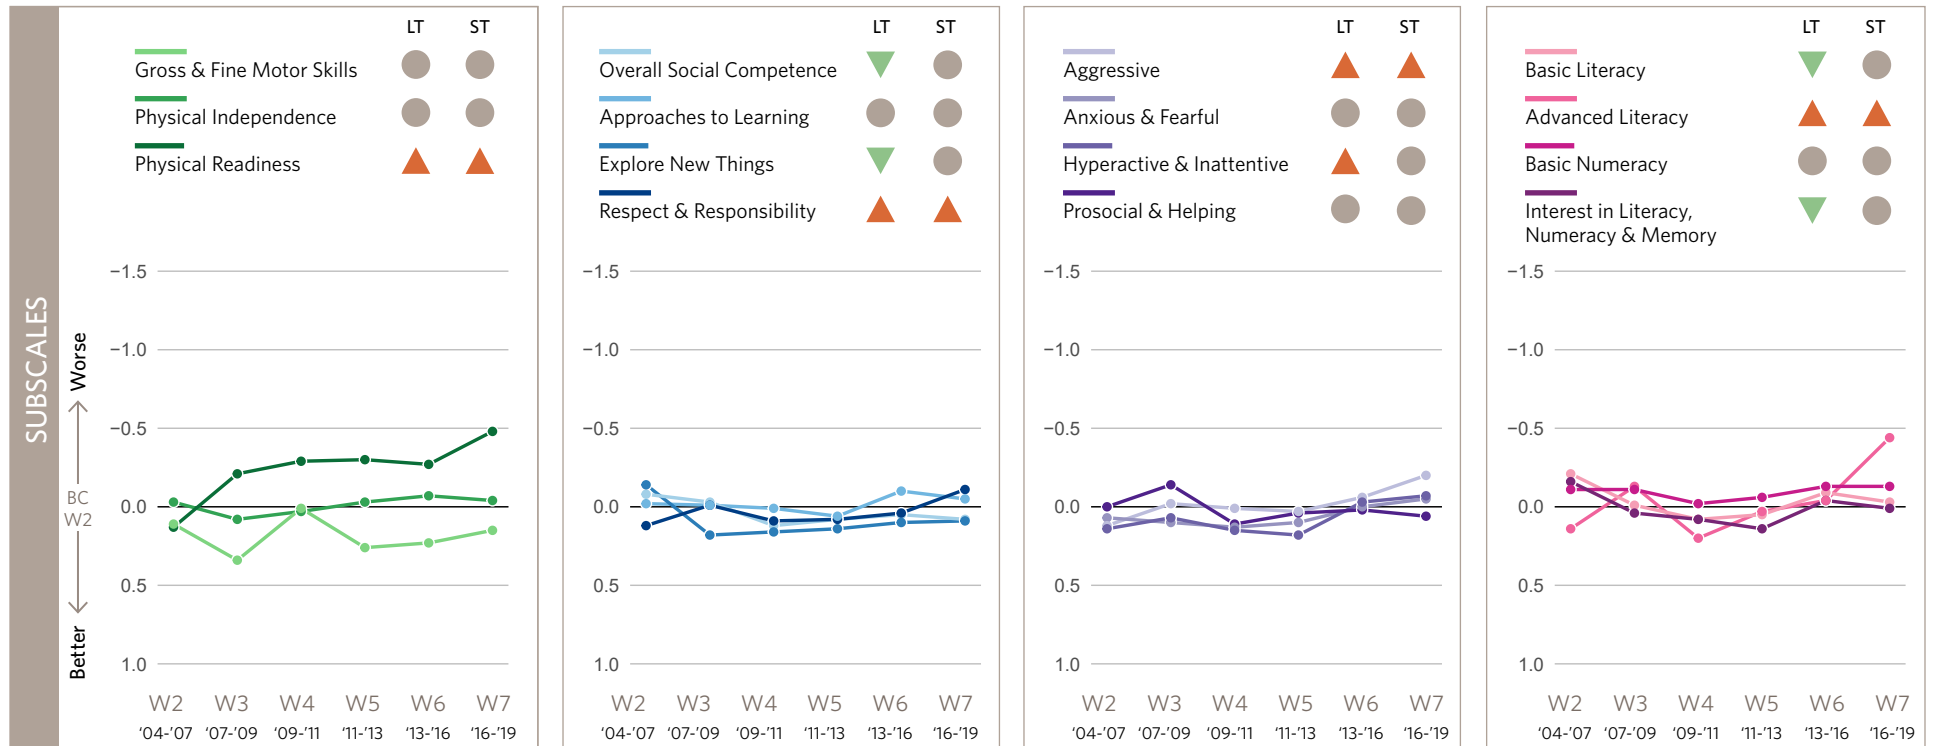 SUBSCALES
Worse
BC
W2
Better
LT ST
Gross & Fine Motor Skills
Physical Independence
Physical Readiness
−1.5
−1.0
−0.5
0.0
0.5
1.0
W2 W3 W4 W5 W6 W7
‘04-’07 ‘07-’09 ‘09-’11 ‘11-’13 ‘13-’16 ‘16-’19
LT ST
Overall Social Competence
Approaches to Learning
Explore New Things
Respect & Responsibility
−1.5
−1.0
−0.5
0.0
0.5
1.0
W2 W3 W4 W5 W6 W7
‘04-’07 ‘07-’09 ‘09-’11 ‘11-’13 ‘13-’16 ‘16-’19
LT ST
Aggressive
Anxious & Fearful
Hyperactive & Inattentive
Prosocial & Helping
−1.5
−1.0
−0.5
0.0
0.5
1.0
W2 W3 W4 W5 W6 W7
‘04-’07 ‘07-’09 ‘09-’11 ‘11-’13 ‘13-’16 ‘16-’19
LT ST
Basic Literacy
Advanced Literacy
Basic Numeracy
Interest in Literacy,
Numeracy & Memory
−1.5
−1.0
−0.5
0.0
0.5
1.0
W2 W3 W4 W5 W6 W7
‘04-’07 ‘07-’09 ‘09-’11 ‘11-’13 ‘13-’16 ‘16-’19